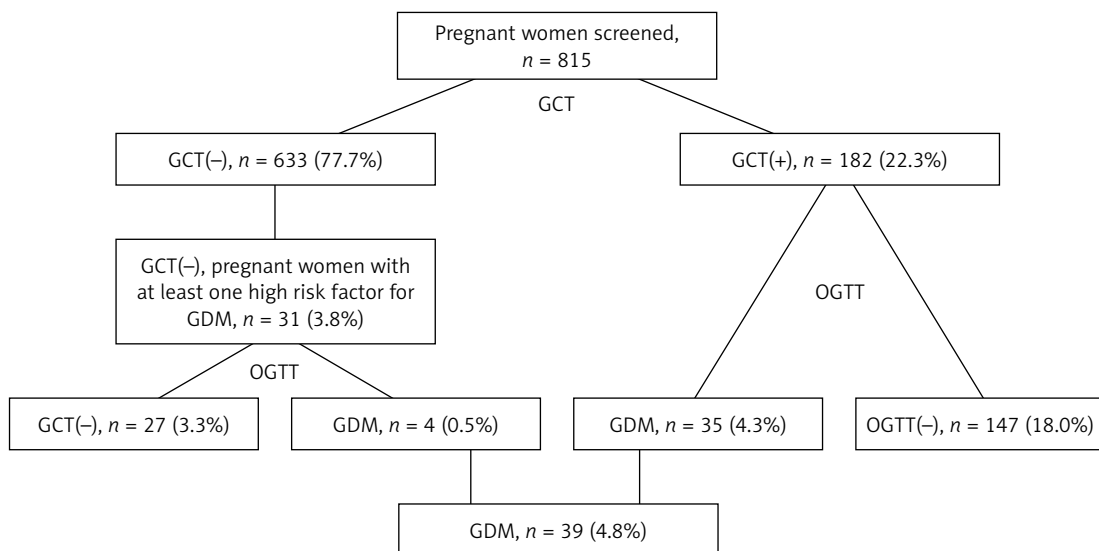 Pregnant women screened,
n = 815
GCT
GCT(–), n = 633 (77.7%)
GCT(+), n = 182 (22.3%)
GCT(–), pregnant women with
at least one high risk factor for
GDM, n = 31 (3.8%)
OGTT
OGTT
GCT(–), n = 27 (3.3%)
GDM, n = 4 (0.5%)
GDM, n = 35 (4.3%)
OGTT(–), n = 147 (18.0%)
GDM, n = 39 (4.8%)